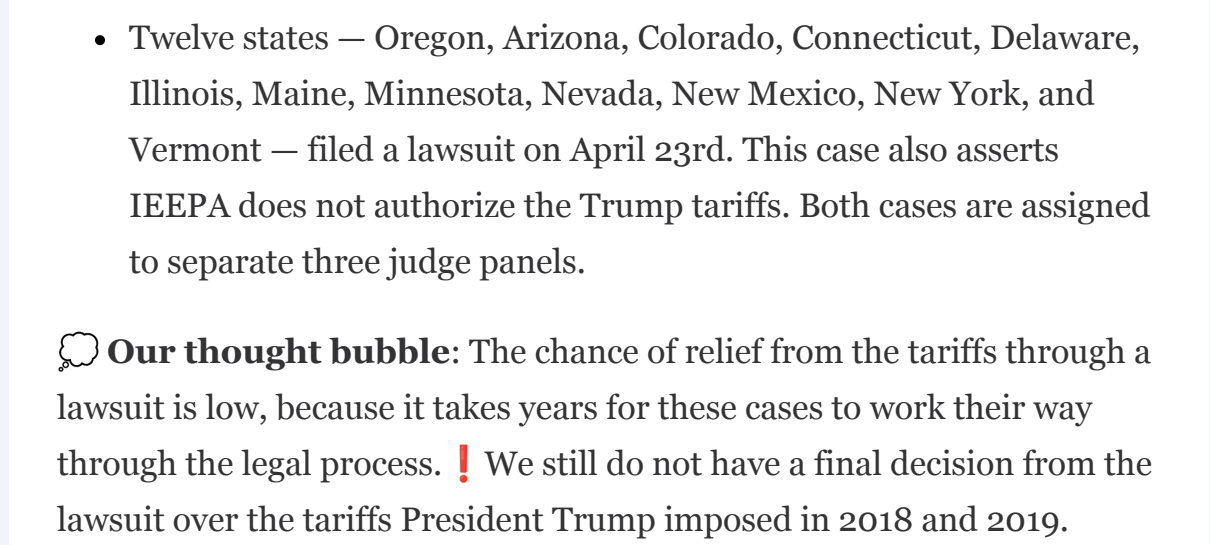 • Twelve states — Oregon, Arizona, Colorado, Connecticut, Delaware,
Illinois, Maine, Minnesota, Nevada, New Mexico, New York, and
Vermont — filed a lawsuit on April 23rd. This case also asserts
IEEPA does not authorize the Trump tariffs. Both cases are assigned
to separate three judge panels.
💭 Our thought bubble: The chance of relief from the tariffs through a
lawsuit is low, because it takes years for these cases to work their way
through the legal process. ❗ We still do not have a final decision from the
lawsuit over the tariffs President Trump imposed in 2018 and 2019.